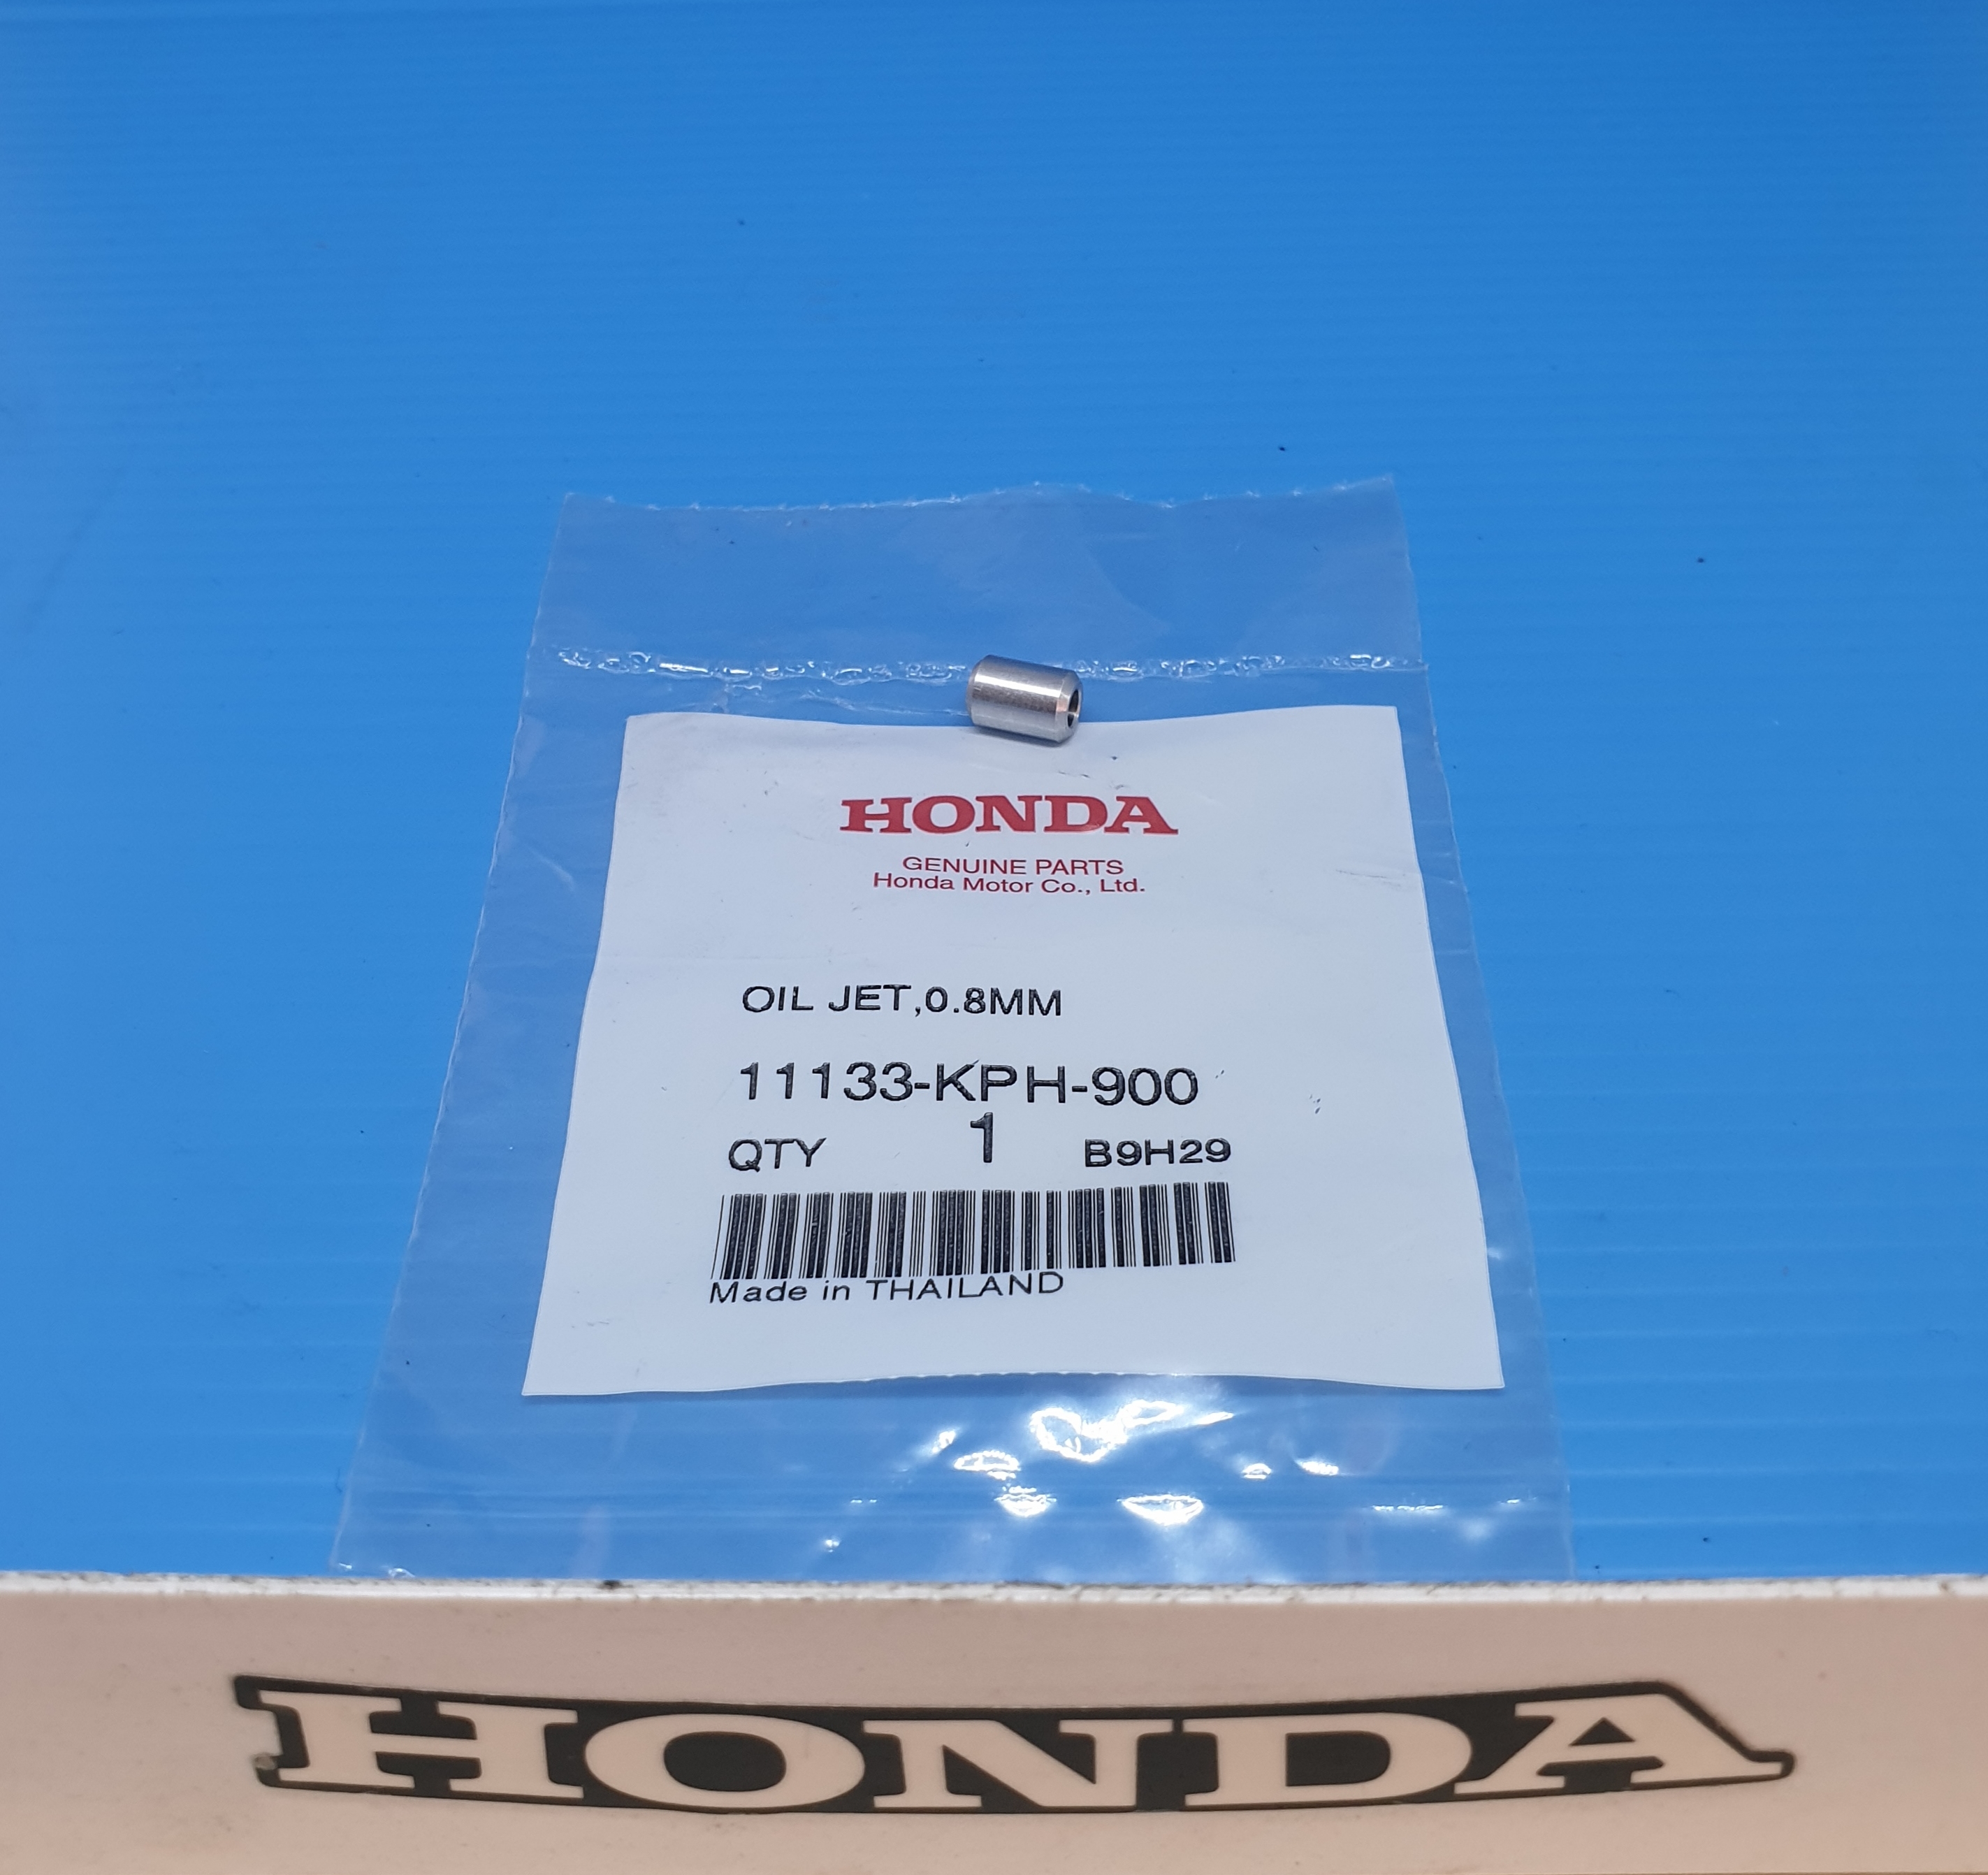 HONDA
GENUINE PARTS
Honda Motor Co., Ltd.
OIL JET,0.8MM
11133-KPH-900
QTY 1 B9H29
Made in THAILAND
HONDA